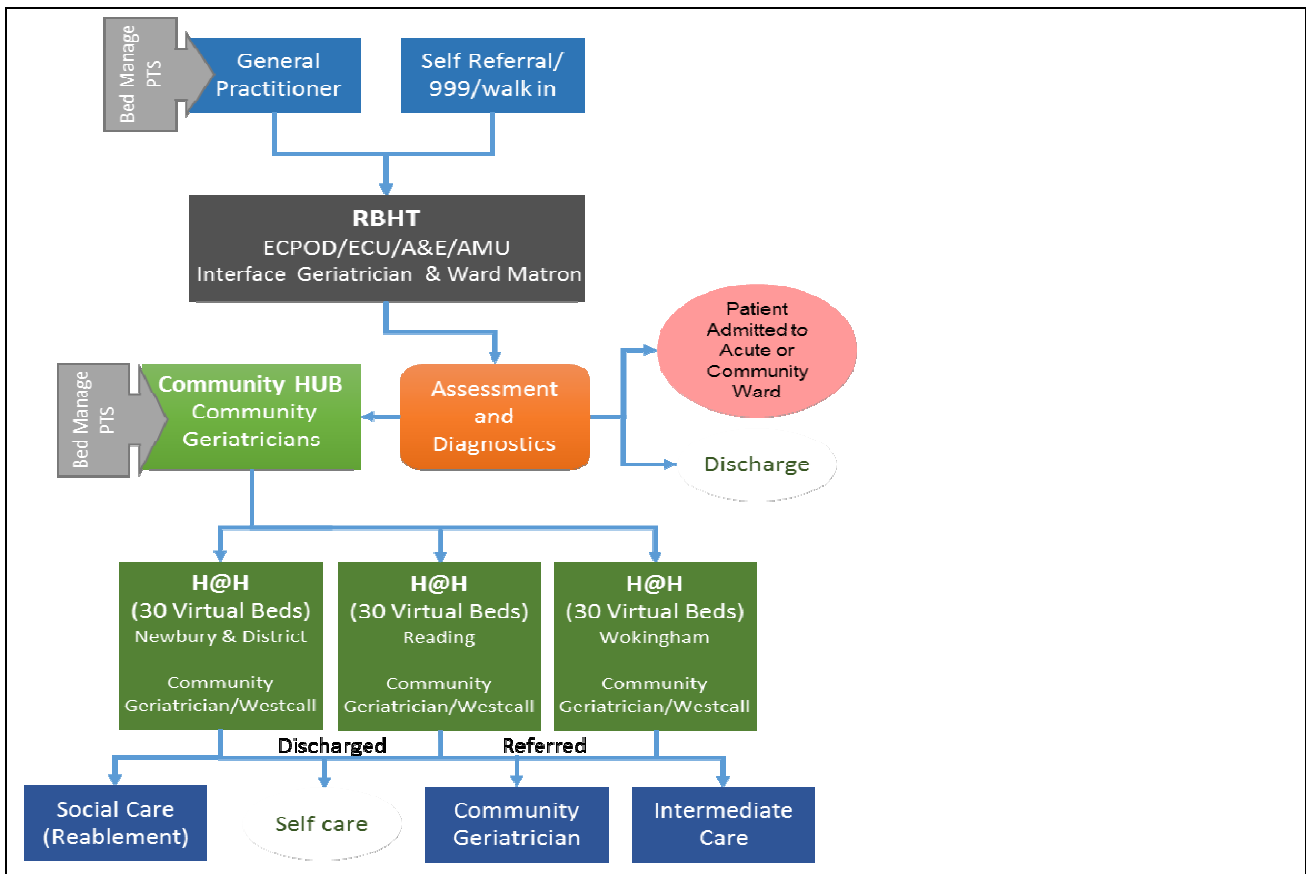 Bed Manage
PTS
General
Practitioner
Self Referral/
999/walk in
RBHT
ECPOD/ECU/A&E/AMU
Interface Geriatrician & Ward Matron
Patient
Admitted to
Acute or
Community
Ward
Bed Manage
PTS
Community HUB
Community
Geriatricians
Assessment
and
Diagnostics
Discharge
H@H
(30 Virtual Beds)
Newbury & District
Community
Geriatrician/Westcall
H@H
(30 Virtual Beds)
Reading
Community
Geriatrician/Westcall
H@H
(30 Virtual Beds)
Wokingham
Community
Geriatrician/Westcall
Discharged
Referred
Social Care
(Reablement)
Self care
Community
Geriatrician
Intermediate
Care